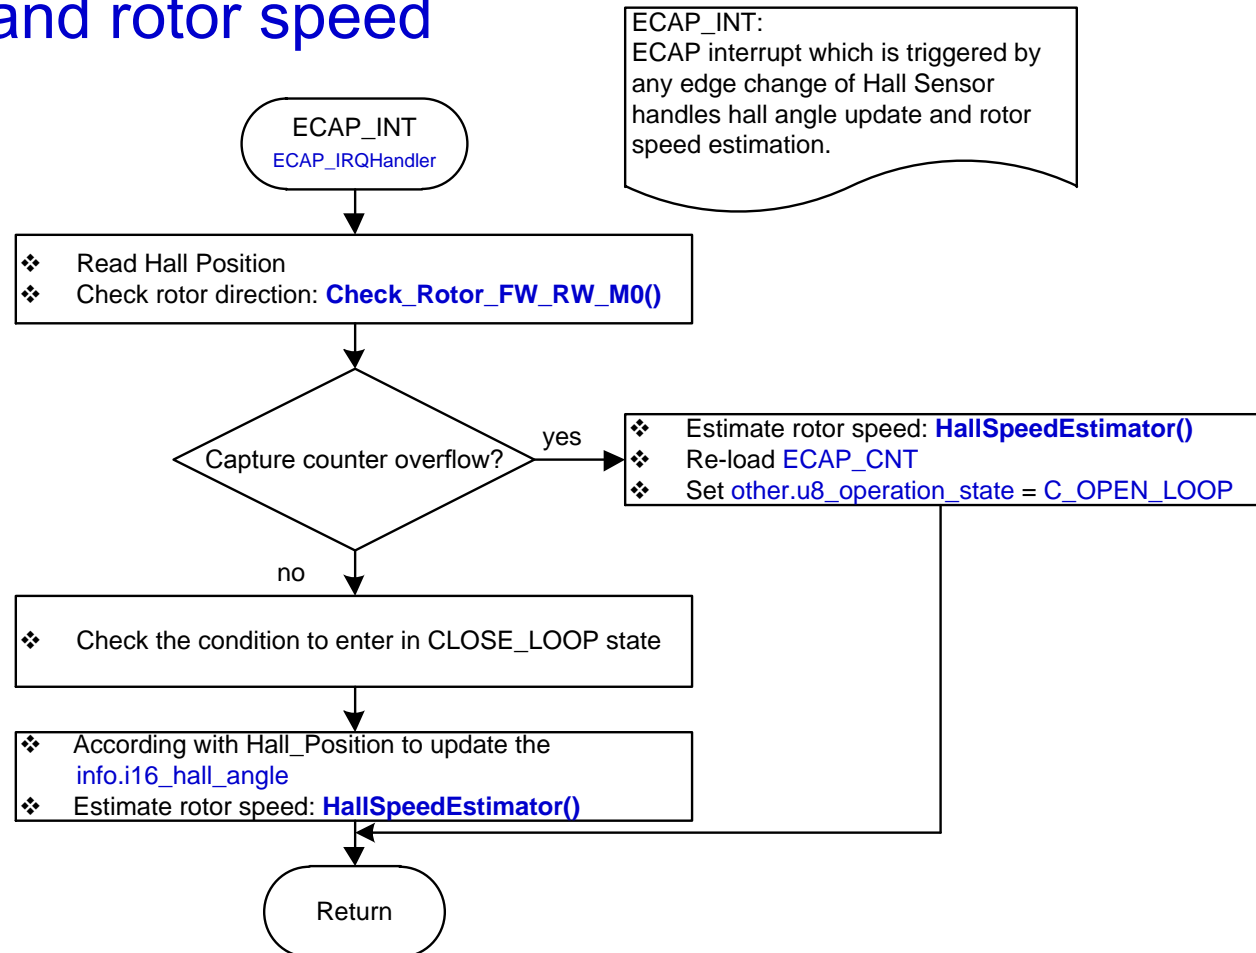 and rotor speed
ECAP_INT:
ECAP interrupt which is triggered by
any edge change of Hall Sensor
handles hall angle update and rotor
speed estimation.
ECAP_INT
ECAP_IRQHandler
❖ Read Hall Position
❖ Check rotor direction: Check_Rotor_FW_RW_M0()
Capture counter overflow?
yes
❖ Estimate rotor speed: HallSpeedEstimator()
❖ Re-load ECAP_CNT
❖ Set other.u8_operation_state = C_OPEN_LOOP
no
❖ Check the condition to enter in CLOSE_LOOP state
❖ According with Hall_Position to update the
info.i16_hall_angle
❖ Estimate rotor speed: HallSpeedEstimator()
Return